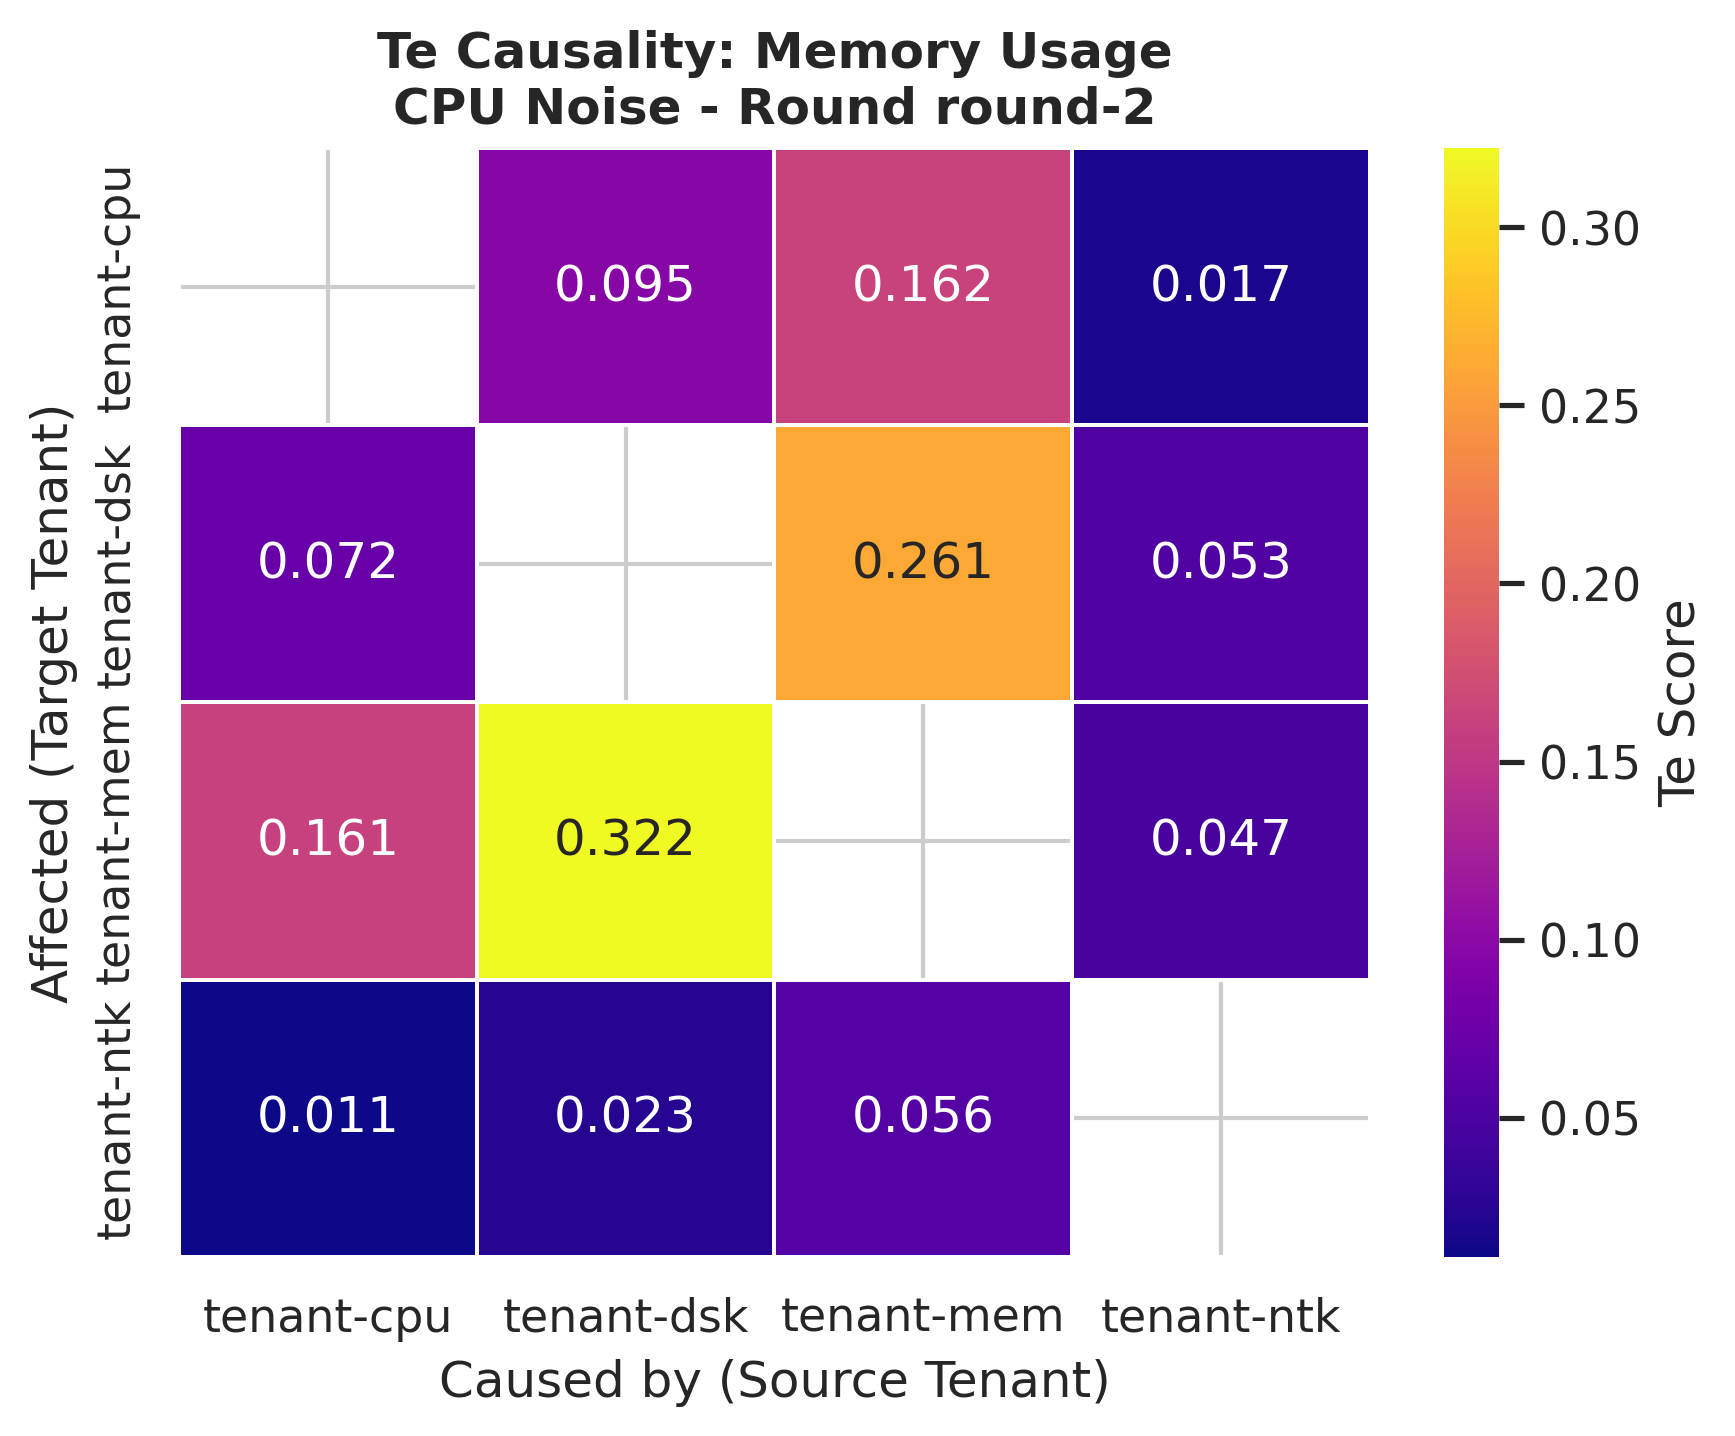 Te Causality: Memory Usage
CPU Noise - Round round-2
Affected (Target Tenant)
tenant-cpu
0.095 0.162 0.017
tenant-dsk
0.072 0.261 0.053
tenant-mem
0.161 0.322 0.047
tenant-ntk
0.011 0.023 0.056
tenant-cpu tenant-dsk tenant-mem tenant-ntk
Caused by (Source Tenant)
0.30
0.25
0.20
0.15
0.10
0.05
Te Score